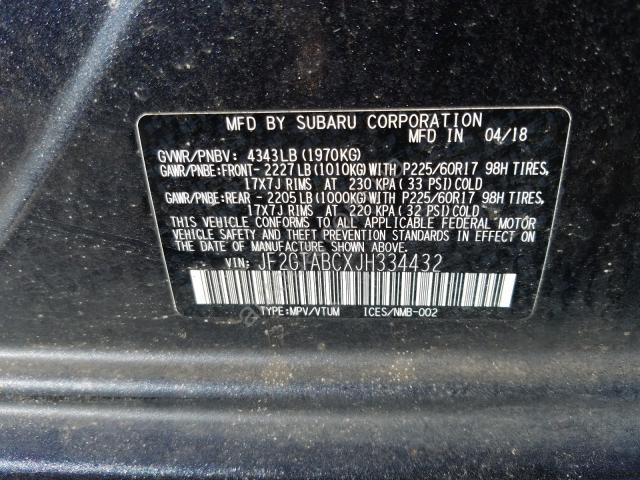 MFD BY SUBARU CORPORATION
MFD IN 04/18
GVWR/PNBV: 4343LB (1970KG)
GAWR/PNBE:FRONT- 2227LB (1010KG) WITH P225/60R17 98H TIRES,
17X7J RIMS AT 230 KPA ( 33 PSI) COLD
GAWR/PNBE:REAR - 2205LB (1000KG) WITH P225/60R17 98H TIRES,
17X7J RIMS AT 220 KPA ( 32 PSI) COLD
THIS VEHICLE CONFORMS TO ALL APPLICABLE FEDERAL MOTOR
VEHICLE SAFETY BUMPER, AND THEFT PREVENTION STANDARDS
IN EFFECT ON THE DATE OF MANUFACTURE SHOWN ABOVE.
VIN: JF2GTABCXJH334432
TYPE:MPV/VTUM ICES/NMB-002